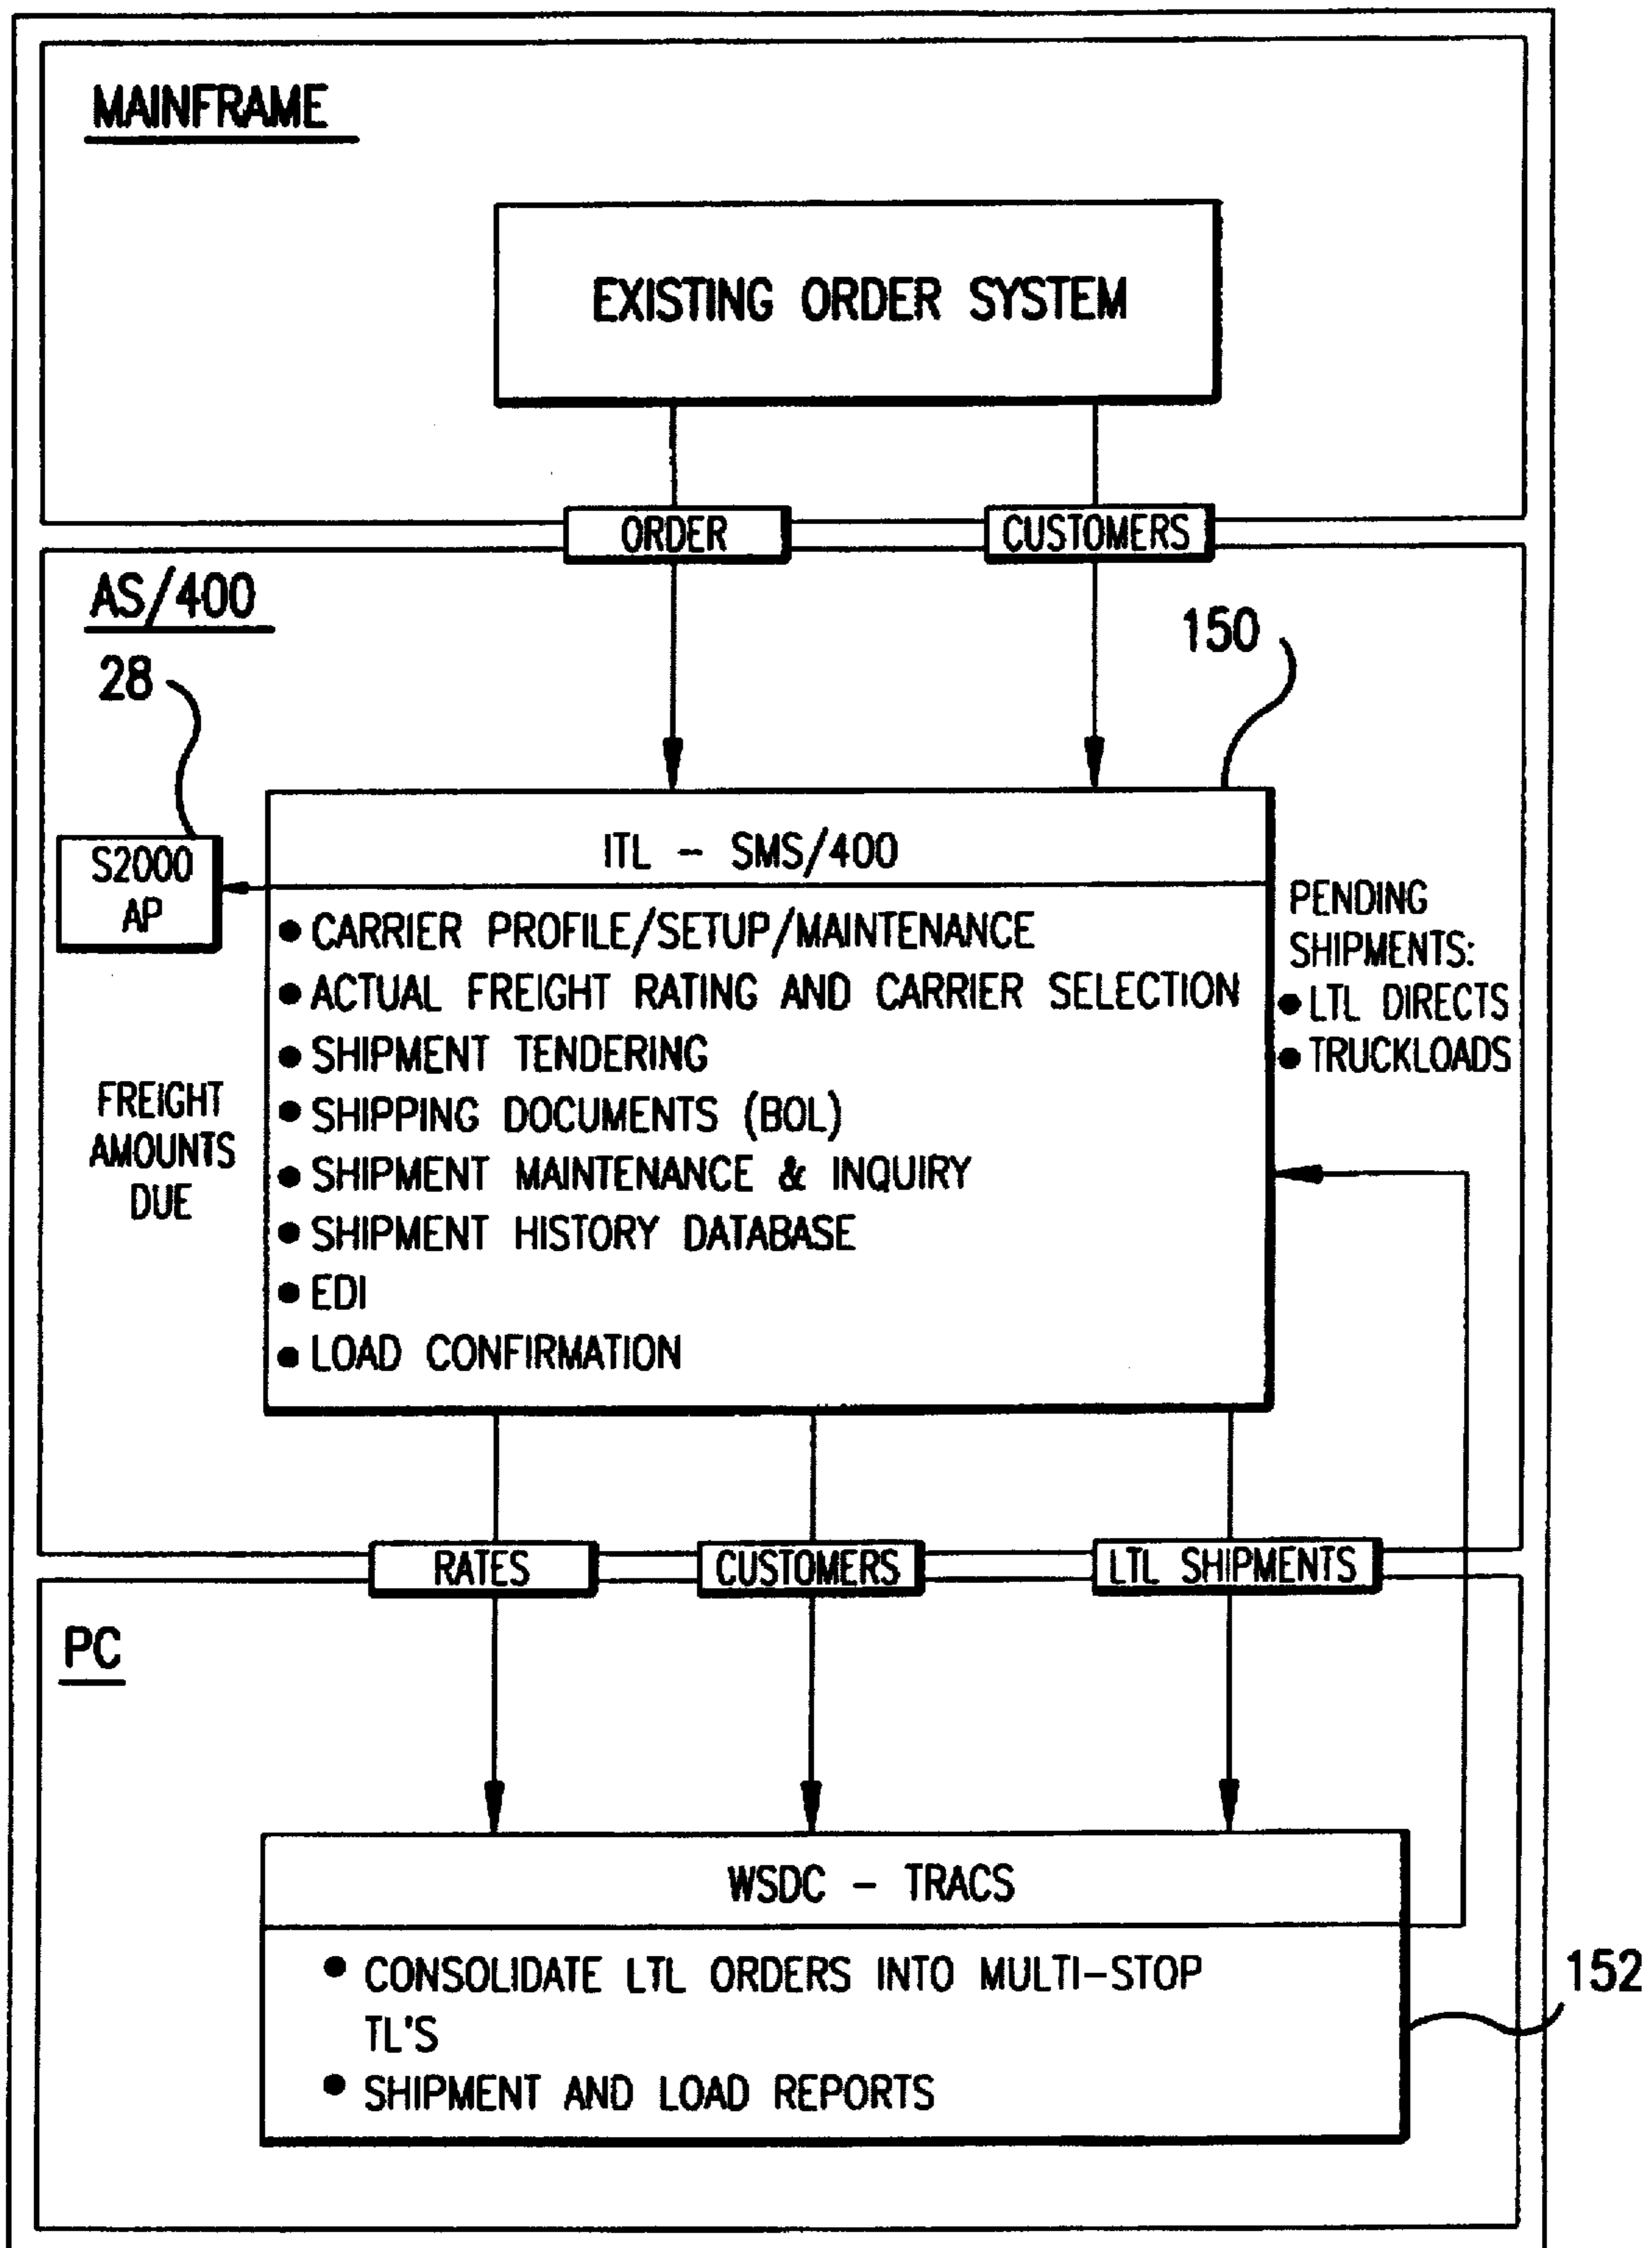 MAINFRAME
EXISTING ORDER SYSTEM
ORDER
CUSTOMERS
AS/400
150
28
S2000
AP
ITL - SMS/400
• CARRIER PROFILE/SETUP/MAINTENANCE
• ACTUAL FREIGHT RATING AND CARRIER SELECTION
• SHIPMENT TENDERING
• SHIPPING DOCUMENTS (BOL)
• SHIPMENT MAINTENANCE & INQUIRY
• SHIPMENT HISTORY DATABASE
• EDI
• LOAD CONFIRMATION
PENDING
SHIPMENTS:
• LTL DIRECTS
• TRUCKLOADS
FREIGHT
AMOUNTS
DUE
RATES
CUSTOMERS
LTL SHIPMENTS
PC
WSDC - TRACS
• CONSOLIDATE LTL ORDERS INTO MULTI-STOP
TL'S
• SHIPMENT AND LOAD REPORTS
152